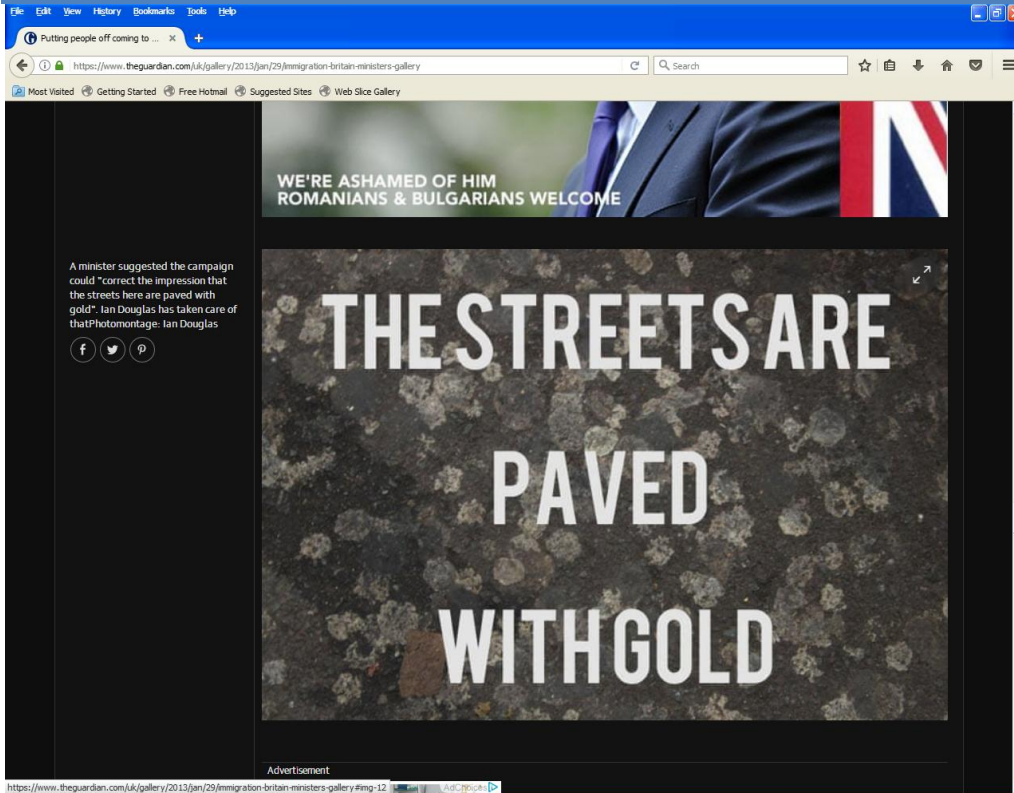 File Edit View History Bookmarks Tools Help
Putting people off coming to ...
https://www.theguardian.com/uk/gallery/2013/jan/29/immigration-britain-ministers-gallery
Search
Most Visited Getting Started Free Hotmail Suggested Sites Web Slice Gallery
WE'RE ASHAMED OF HIM
ROMANIANS & BULGARIANS WELCOME
A minister suggested the campaign
could "correct the impression that
the streets here are paved with
gold". Ian Douglas has taken care of
thatPhotomontage: Ian Douglas
THE STREETS ARE
PAVED
WITH GOLD
Advertisement
https://www.theguardian.com/uk/gallery/2013/jan/29/immigration-britain-ministers-gallery#img-12
AdChoices